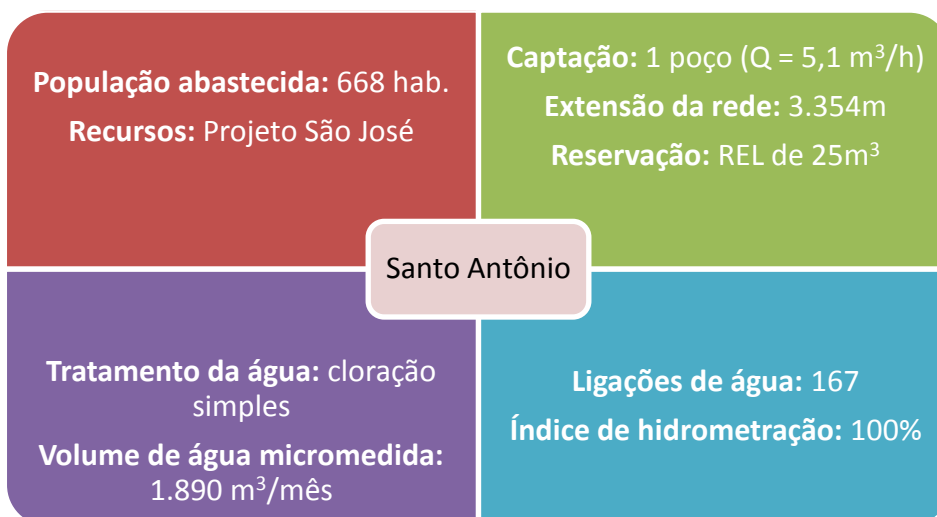 População abastecida: 668 hab.
Recursos: Projeto São José
Captação: 1 poço (Q = 5,1 m³/h)
Extensão da rede: 3.354m
Reservação: REL de 25m³
Santo Antônio
Tratamento da água: cloração
simples
Volume de água micromedida:
1.890 m³/mês
Ligações de água: 167
Índice de hidrometração: 100%